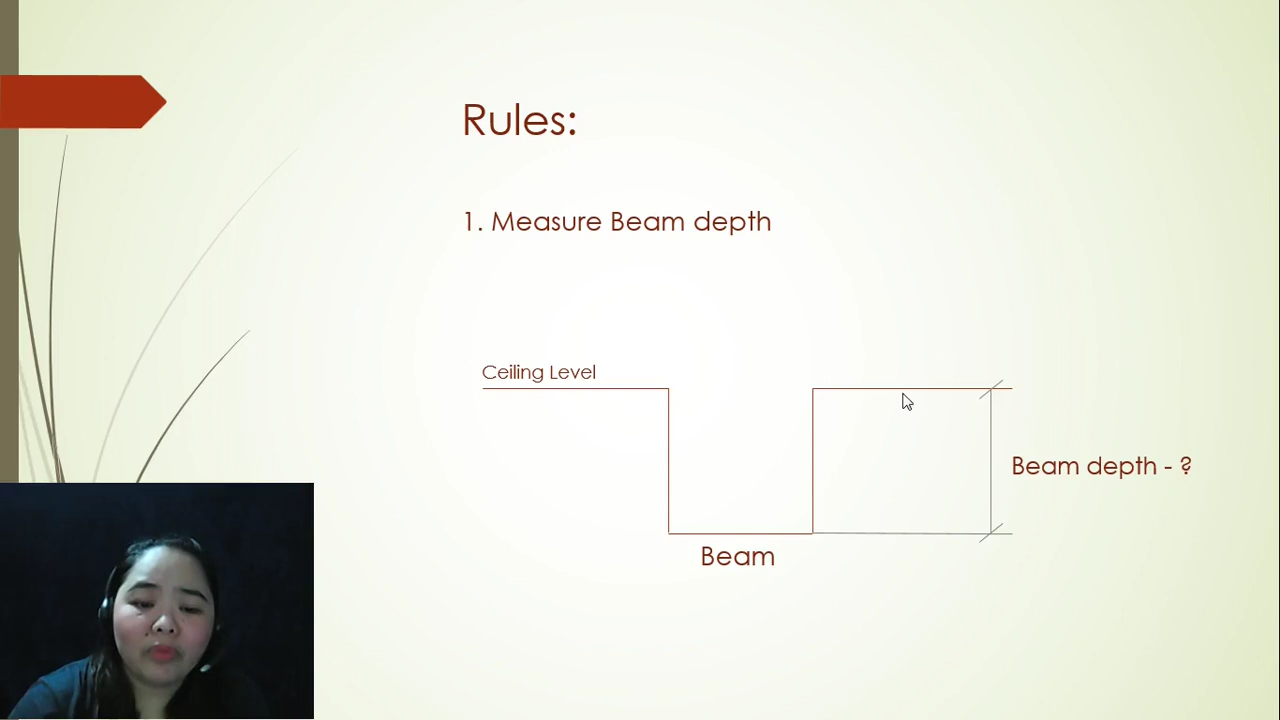 Rules:
1. Measure Beam depth
Ceiling Level
Beam depth - ?
Beam